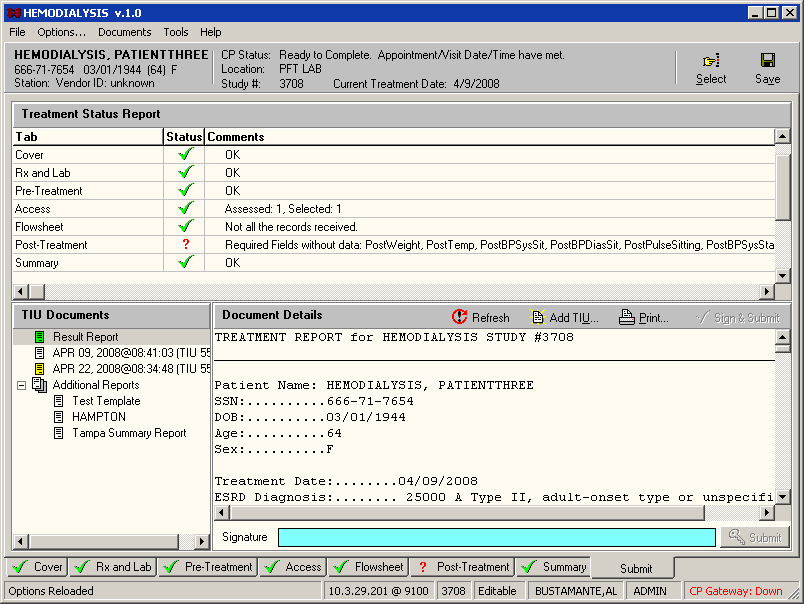 HEMODIALYSIS v.1.0
File Options... Documents Tools Help
HEMODIALYSIS, PATIENTTHREE
666-71-7654 03/01/1944 (64) F
Station: Vendor ID: unknown
CP Status: Ready to Complete. Appointment/Visit Date/Time have met.
Location: PFT LAB
Study #: 3708 Current Treatment Date: 4/9/2008
Select Save
Treatment Status Report
Tab Status Comments
Cover OK
Rx and Lab OK
Pre-Treatment OK
Access Assessed: 1, Selected: 1
Flowsheet Not all the records received.
Post-Treatment ? Required Fields without data: PostWeight, PostTemp, PostBPSysSit, PostBPDiasSit, PostPulseSitting, PostBPSysSta
Summary OK
TIU Documents
Result Report
APR 09, 2008@08:41:03 (TIU 55
APR 22, 2008@08:34:48 (TIU 55
Additional Reports
Test Template
HAMPTON
Tampa Summary Report
Document Details Refresh Add TIU... Print... Sign & Submit
TREATMENT REPORT for HEMODIALYSIS STUDY #3708
Patient Name: HEMODIALYSIS, PATIENTTHREE
SSN:..........666-71-7654
DOB:..........03/01/1944
Age:..........64
Sex:..........F
Treatment Date:........04/09/2008
ESRD Diagnosis:........ 25000 A Type II, adult-onset type or unspecifi
Signature Submit
Cover Rx and Lab Pre-Treatment Access Flowsheet ? Post-Treatment Summary Submit
Options Reloaded 10.3.29.201 @ 9100 3708 Editable BUSTAMANTE,AL ADMIN CP Gateway: Down